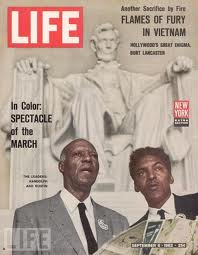 LIFE
Another Sacrifice by Fire
FLAMES OF FURY
IN VIETNAM
HOLLYWOOD'S GREAT ENIGMA,
BURT LANCASTER
In Color:
SPECTACLE
of the
MARCH
NEW
YORK
EXTRA
THE LEADERS:
RANDOLPH
AND RUSTIN
LIFE
SEPTEMBER 6 · 1963 · 25¢